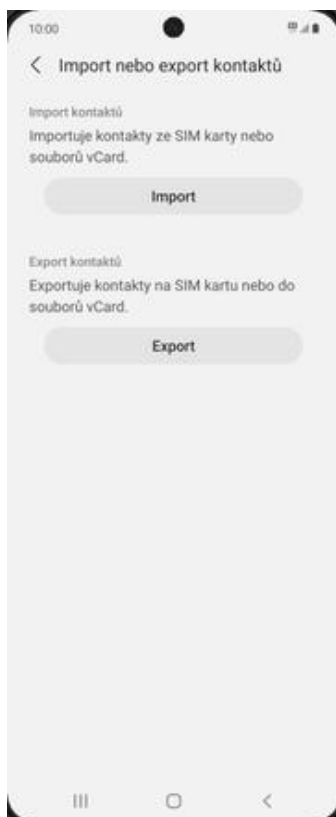 10:00
Import nebo export kontaktů
Import kontaktů
Importuje kontakty ze SIM karty nebo
souborů vCard.
Import
Export kontaktů
Exportuje kontakty na SIM kartu nebo do
souborů vCard.
Export